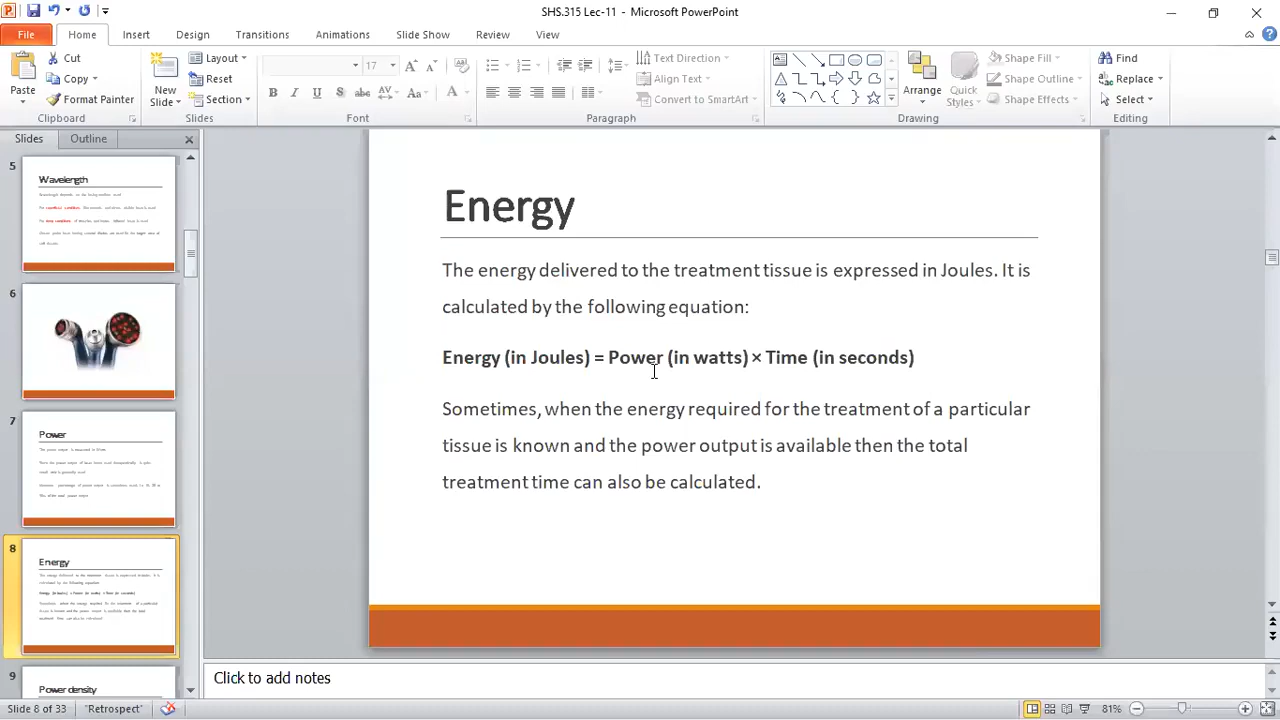 SHS.315 Lec-11 - Microsoft PowerPoint
File Home Insert Design Transitions Animations Slide Show Review View
Paste
Cut
Copy
Format Painter
Clipboard
New Slide
Layout
Reset
Section
Slides
17
B I U S abc AV Aa A
Font
Text Direction
Align Text
Convert to SmartArt
Paragraph
Arrange
Quick Styles
Shape Fill
Shape Outline
Shape Effects
Drawing
Find
Replace
Select
Editing
Slides Outline
5
Wavelength
6
7
Power
8
Energy
9
Power density
Energy
The energy delivered to the treatment tissue is expressed in Joules. It is
calculated by the following equation:
Energy (in Joules) = Power (in watts) × Time (in seconds)
Sometimes, when the energy required for the treatment of a particular
tissue is known and the power output is available then the total
treatment time can also be calculated.
Click to add notes
Slide 8 of 33 "Retrospect" 81%